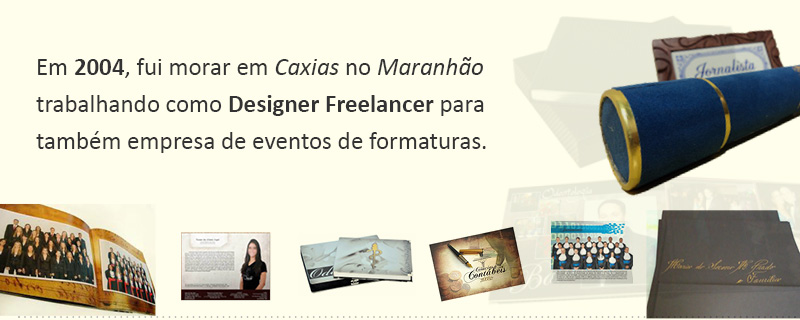 Em 2004, fui morar em Caxias no Maranhão
trabalhando como Designer Freelancer para
também empresa de eventos de formaturas.
Jornalista
Contábeis